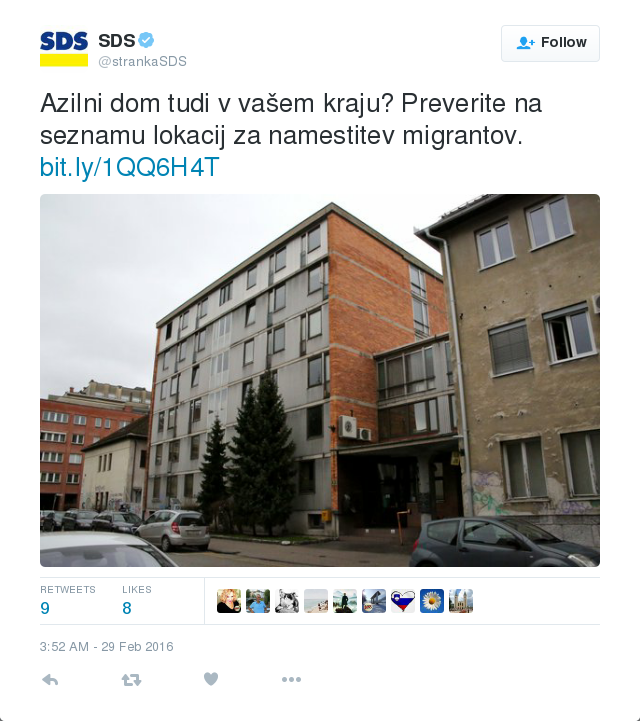 SDS
SDS
@strankaSDS
Follow
Azilni dom tudi v vašem kraju? Preverite na
seznamu lokacij za namestitev migrantov.
bit.ly/1QQ6H4T
RETWEETS
LIKES
9
8
3:52 AM - 29 Feb 2016